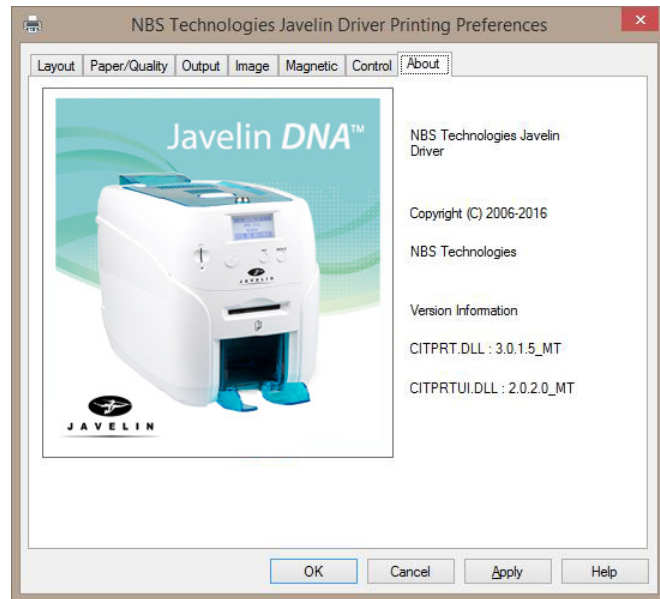 NBS Technologies Javelin Driver Printing Preferences
Layout Paper/Quality Output Image Magnetic Control About
Javelin DNA™
JAVELIN
JAVELIN
NBS Technologies Javelin
Driver
Copyright (C) 2006-2016
NBS Technologies
Version Information
CITPRT.DLL : 3.0.1.5_MT
CITPRTUI.DLL : 2.0.2.0_MT
OK Cancel Apply Help